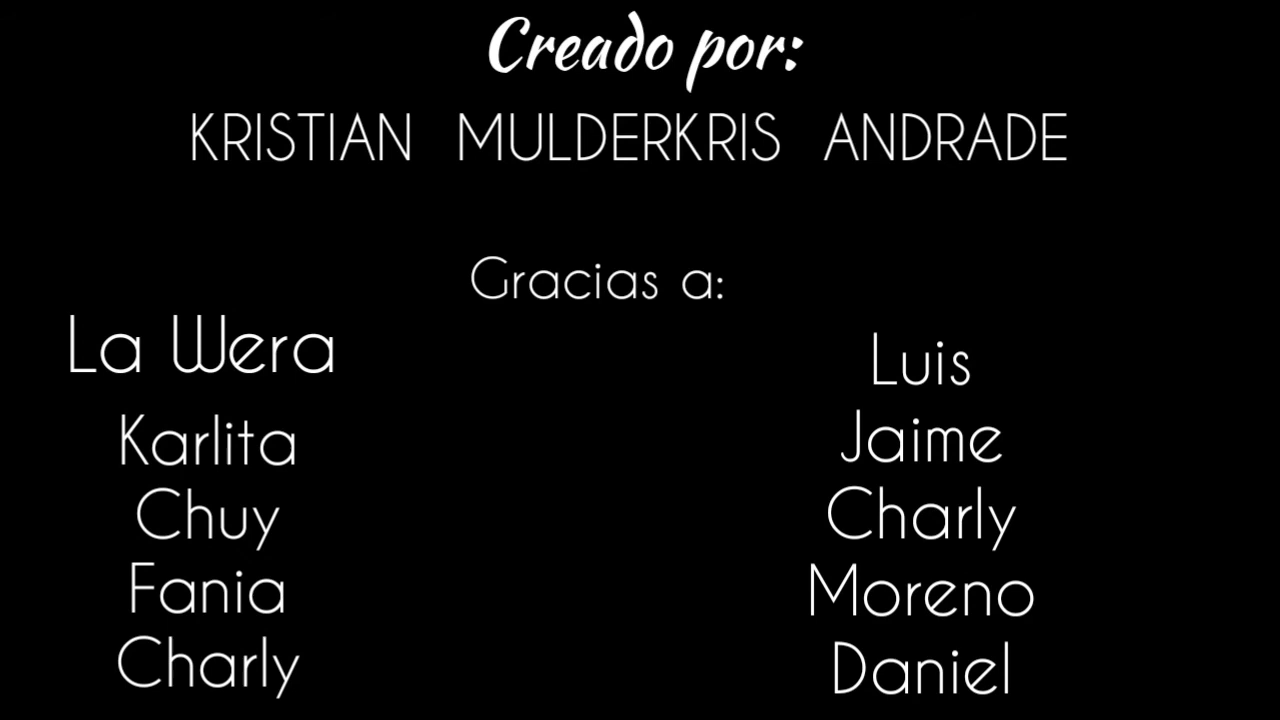 Creado por:
KRISTIAN MULDERKRIS ANDRADE
Gracias a:
La Wera
Karlita
Chuy
Fania
Charly
Luis
Jaime
Charly
Moreno
Daniel